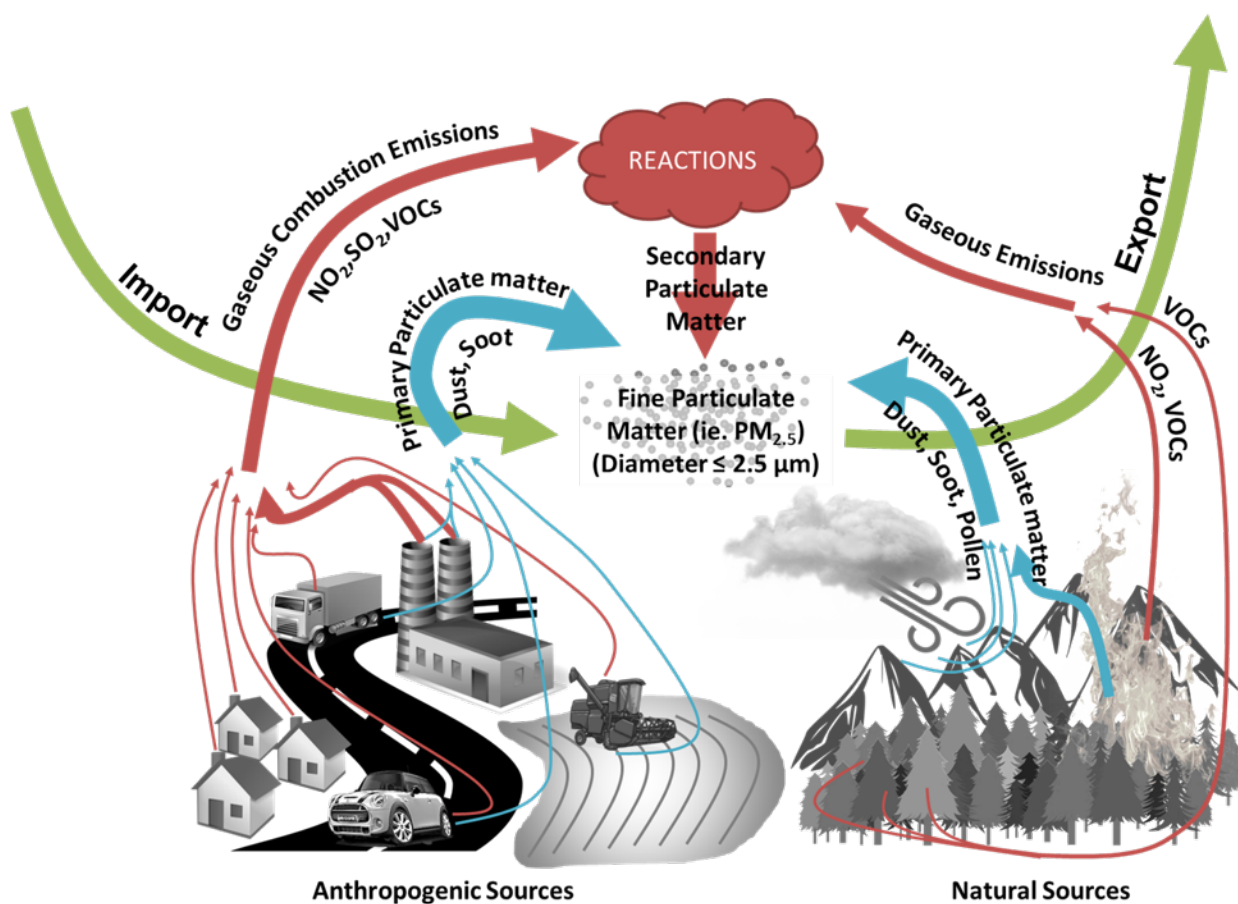 REACTIONS
Gaseous Combustion Emissions
NO₂,SO₂,VOCs
Import
Primary Particulate matter
Dust, Soot
Secondary
Particulate
Matter
Fine Particulate
Matter (ie. PM₂.₅)
(Diameter ≤ 2.5 µm)
Gaseous Emissions
Export
VOCs
NO₂, VOCs
Primary Particulate matter
Dust, Soot, Pollen
Anthropogenic Sources
Natural Sources